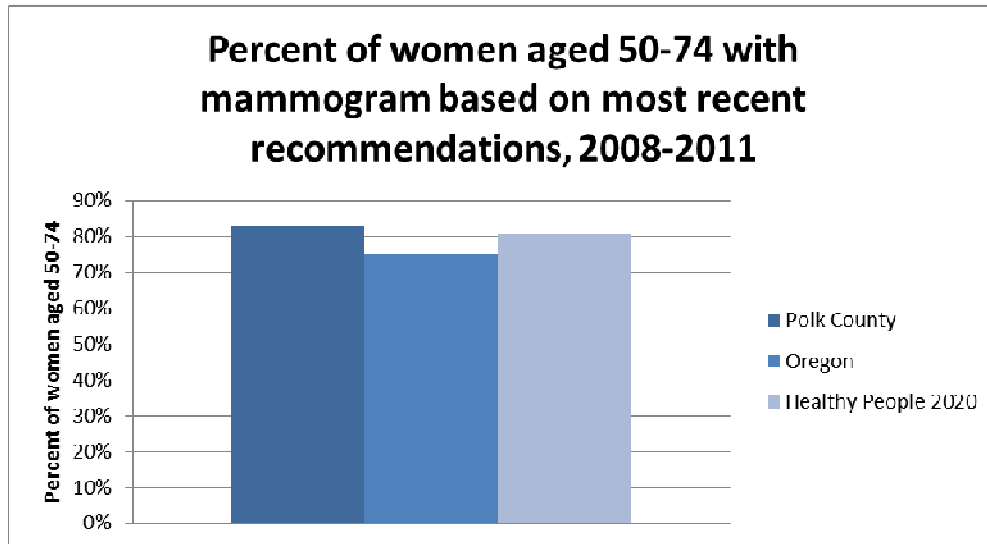 Percent of women aged 50-74 with
mammogram based on most recent
recommendations, 2008-2011
Percent of women aged 50-74
90%
80%
70%
60%
50%
40%
30%
20%
10%
0%
Polk County
Oregon
Healthy People 2020